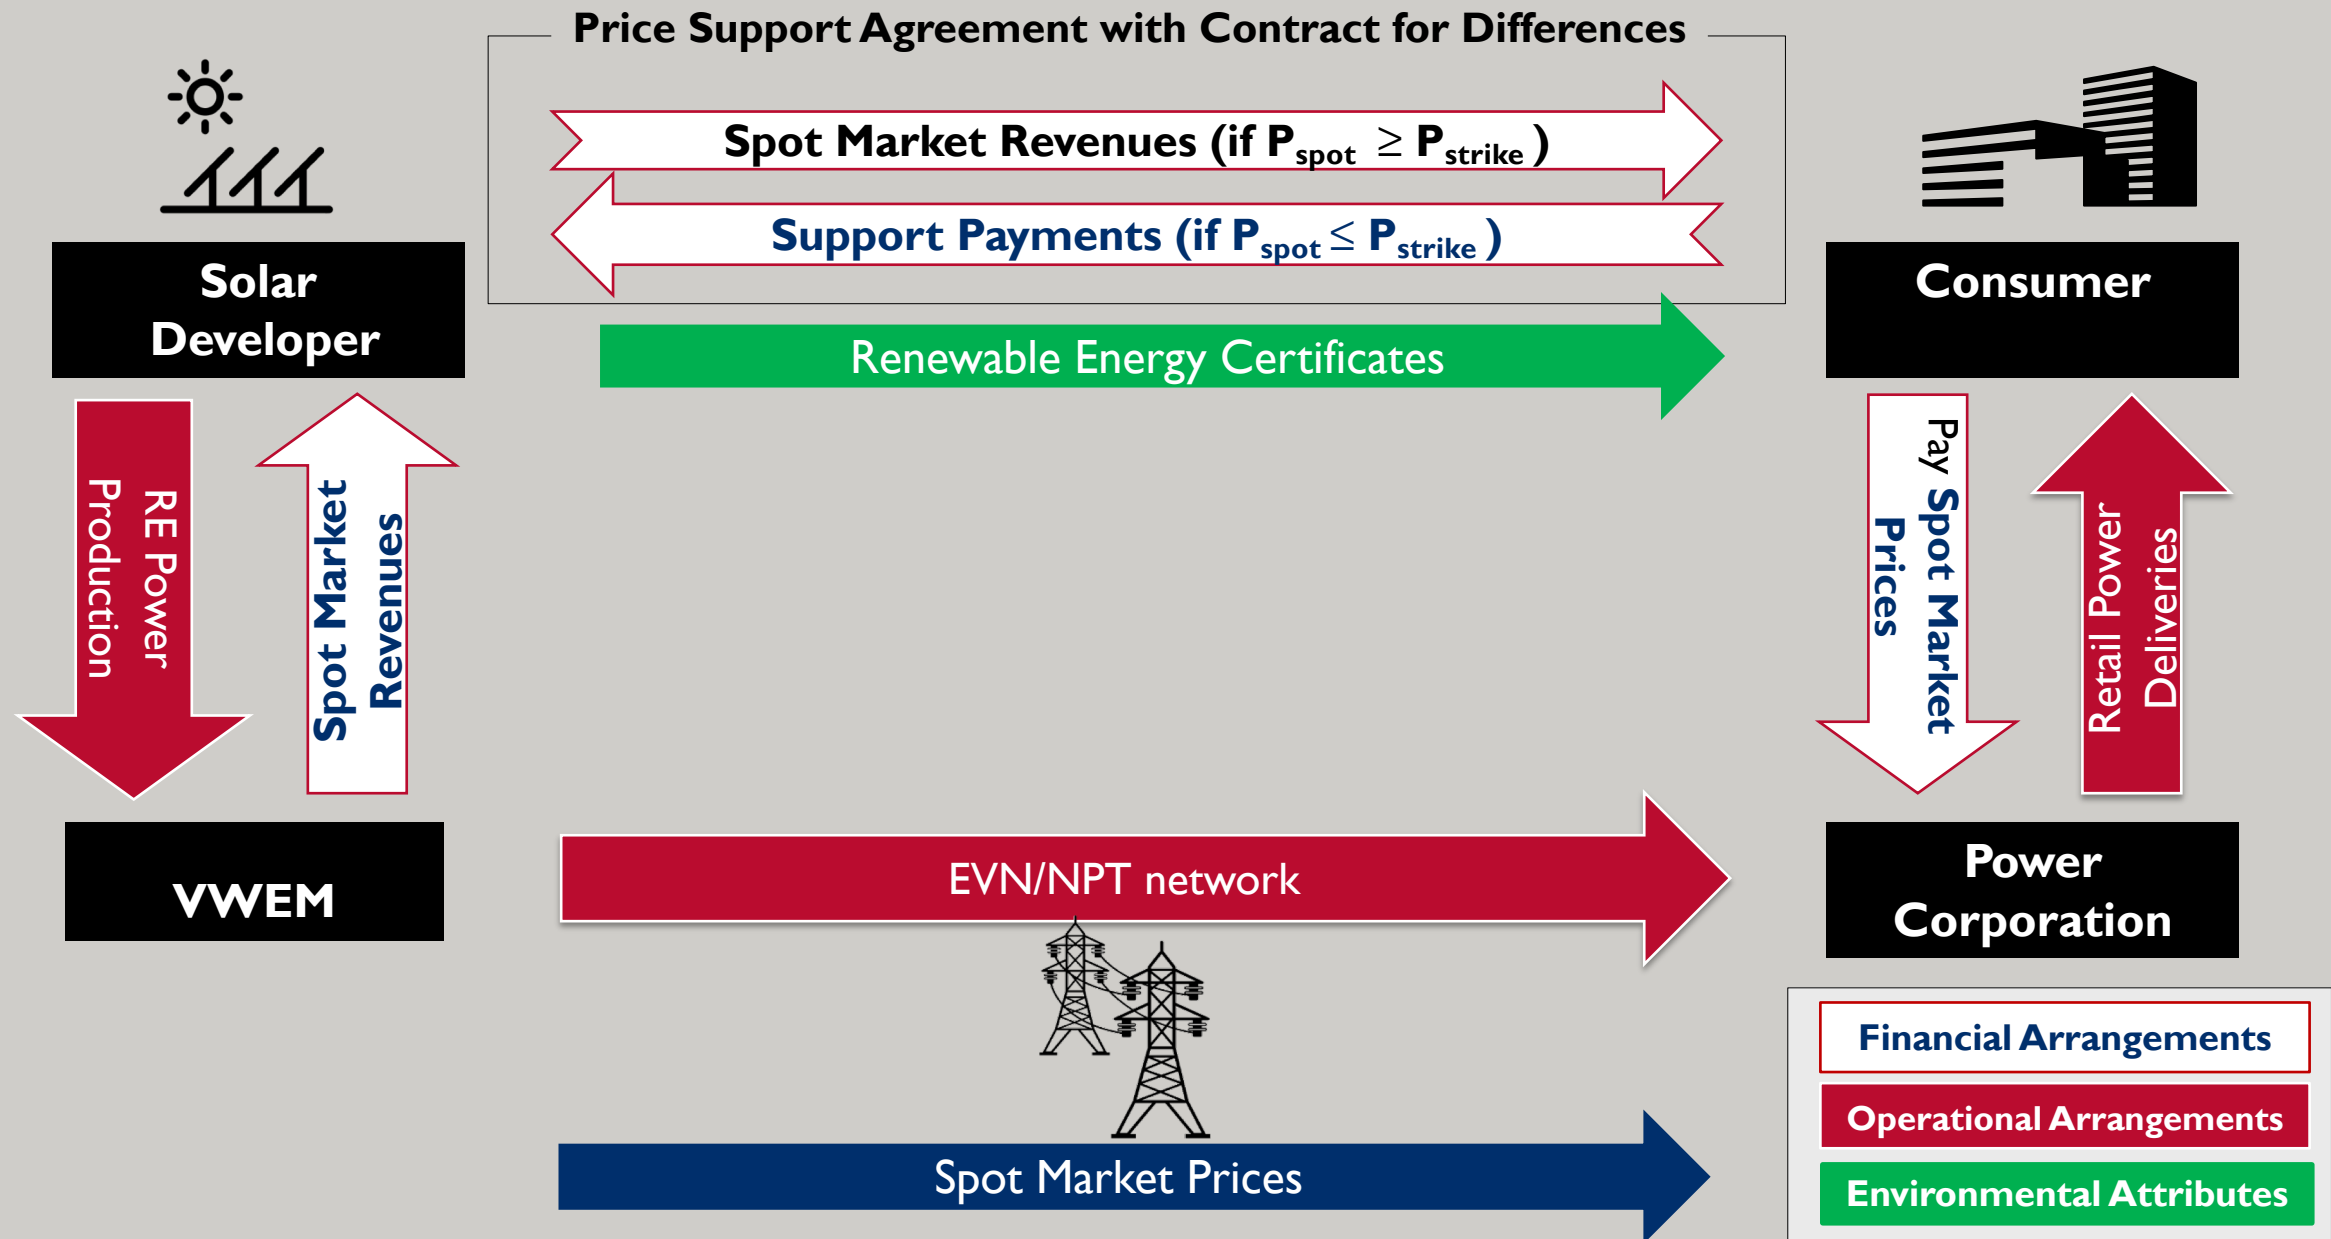 Price Support Agreement with Contract for Differences
Spot Market Revenues (if Pspot ≥ Pstrike )
Support Payments (if Pspot ≤ Pstrike )
Solar
Developer
Consumer
Renewable Energy Certificates
RE Power
Production
Spot Market
Revenues
Pay Spot Market
Prices
Retail Power
Deliveries
VWEM
EVN/NPT network
Power
Corporation
Spot Market Prices
Financial Arrangements
Operational Arrangements
Environmental Attributes